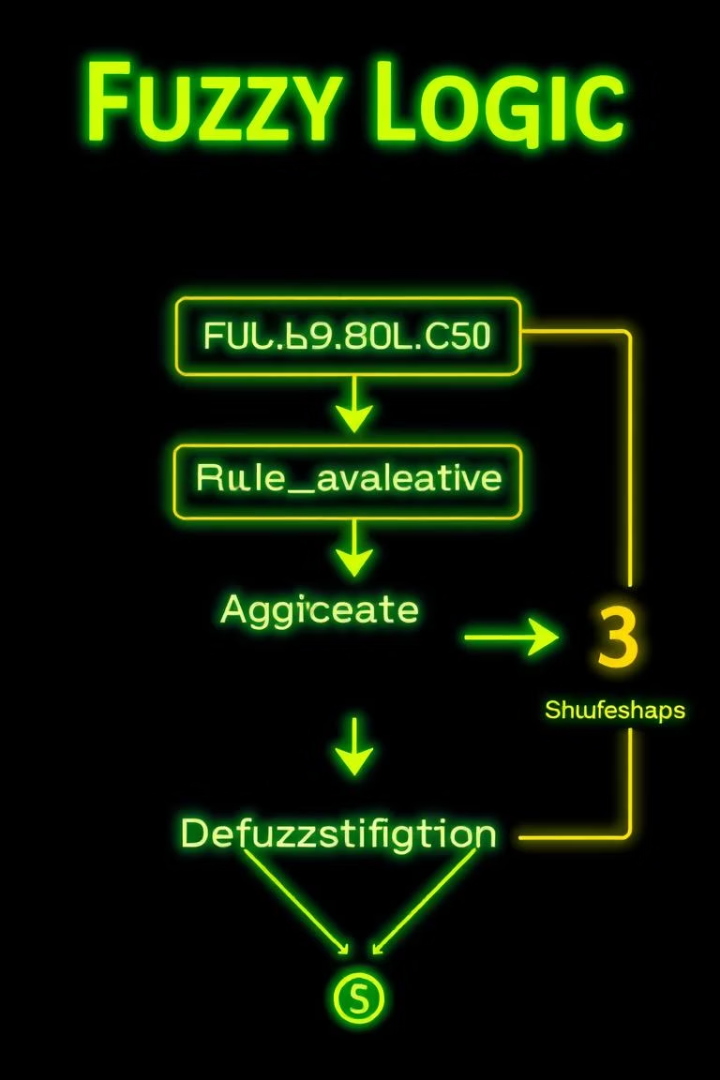 FUZZY LOGIC
FUL.b9.80L.C50
Rule_avaleative
Aggiceate
3
Shufeshaps
Defuzzstifigtion
S